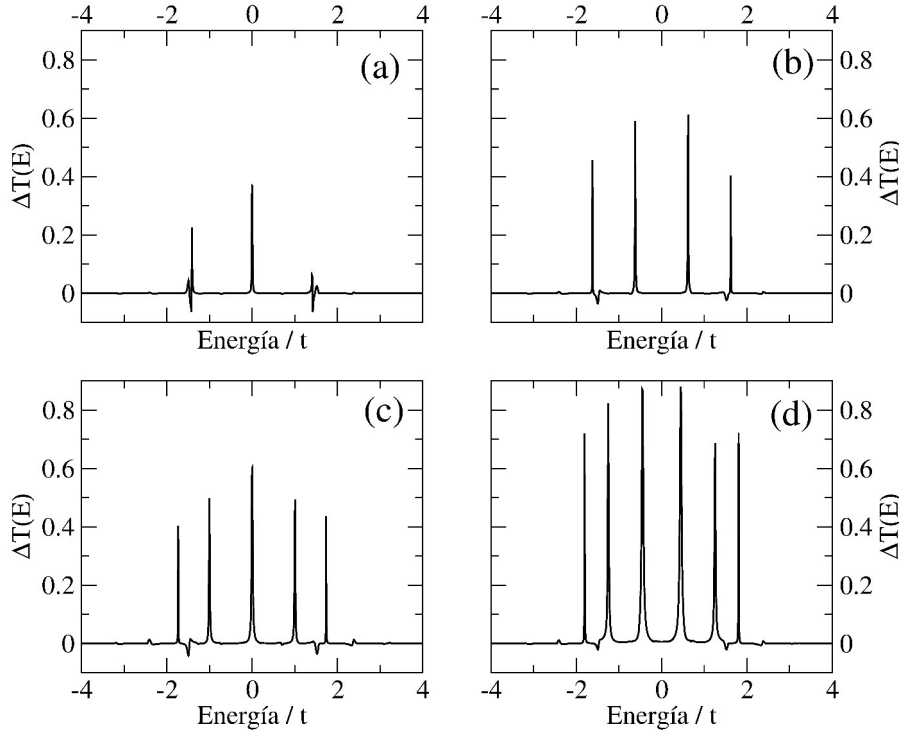 -4 -2 0 2 4 -4 -2 0 2 4
(a) (b)
0.8 0.8
0.6 0.6
0.4 0.4
0.2 0.2
0 0
ΔT(E) ΔT(E)
Energía / t Energía / t
(c) (d)
0.8 0.8
0.6 0.6
0.4 0.4
0.2 0.2
0 0
ΔT(E) ΔT(E)
-4 -2 0 2 4 -4 -2 0 2 4
Energía / t Energía / t